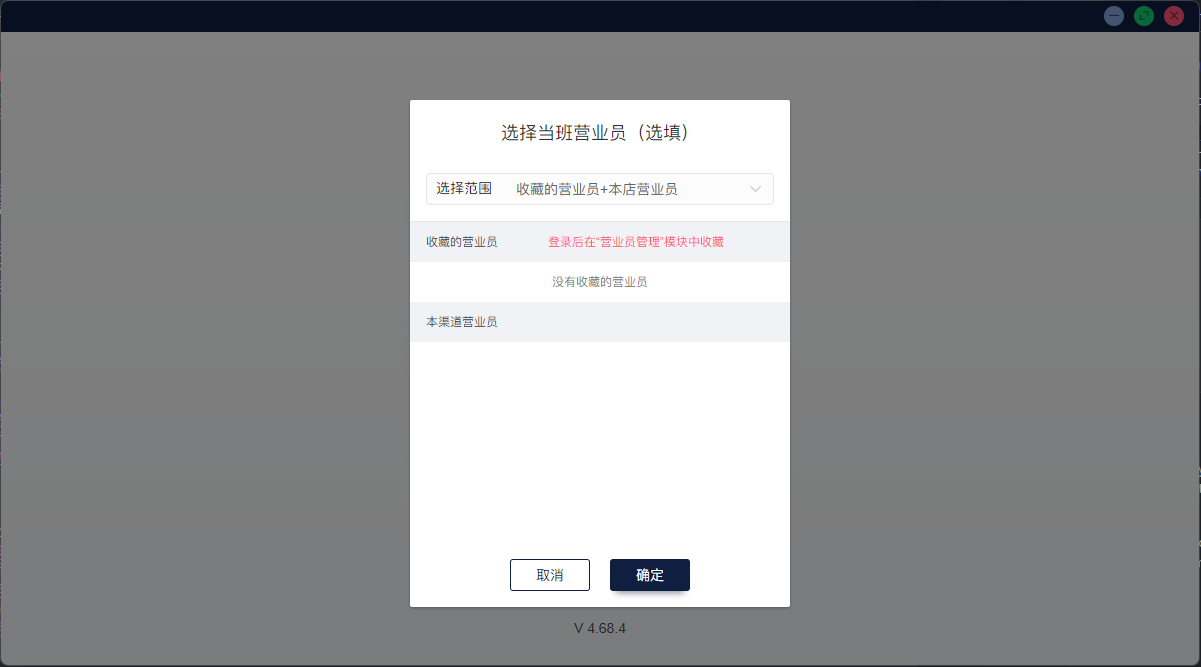 选择当班营业员（选填）
选择范围 收藏的营业员+本店营业员
收藏的营业员 登录后在“营业员管理”模块中收藏
没有收藏的营业员
本渠道营业员
取消 确定
V 4.68.4